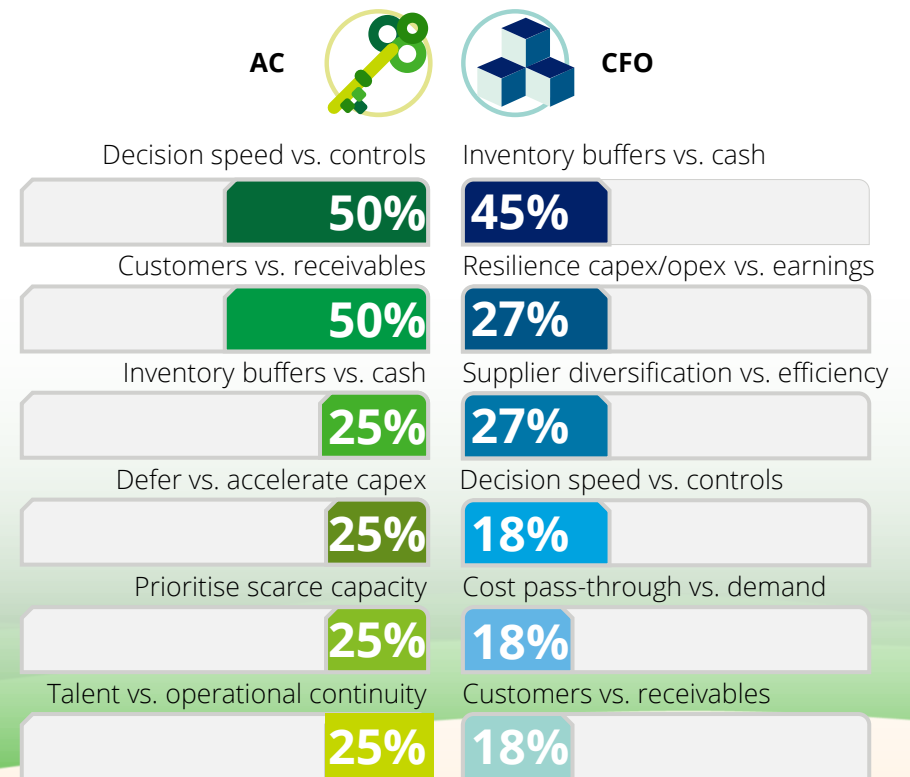 AC
CFO
Decision speed vs. controls
50%
Customers vs. receivables
50%
Inventory buffers vs. cash
25%
Defer vs. accelerate capex
25%
Prioritise scarce capacity
25%
Talent vs. operational continuity
25%
Inventory buffers vs. cash
45%
Resilience capex/opex vs. earnings
27%
Supplier diversification vs. efficiency
27%
Decision speed vs. controls
18%
Cost pass-through vs. demand
18%
Customers vs. receivables
18%